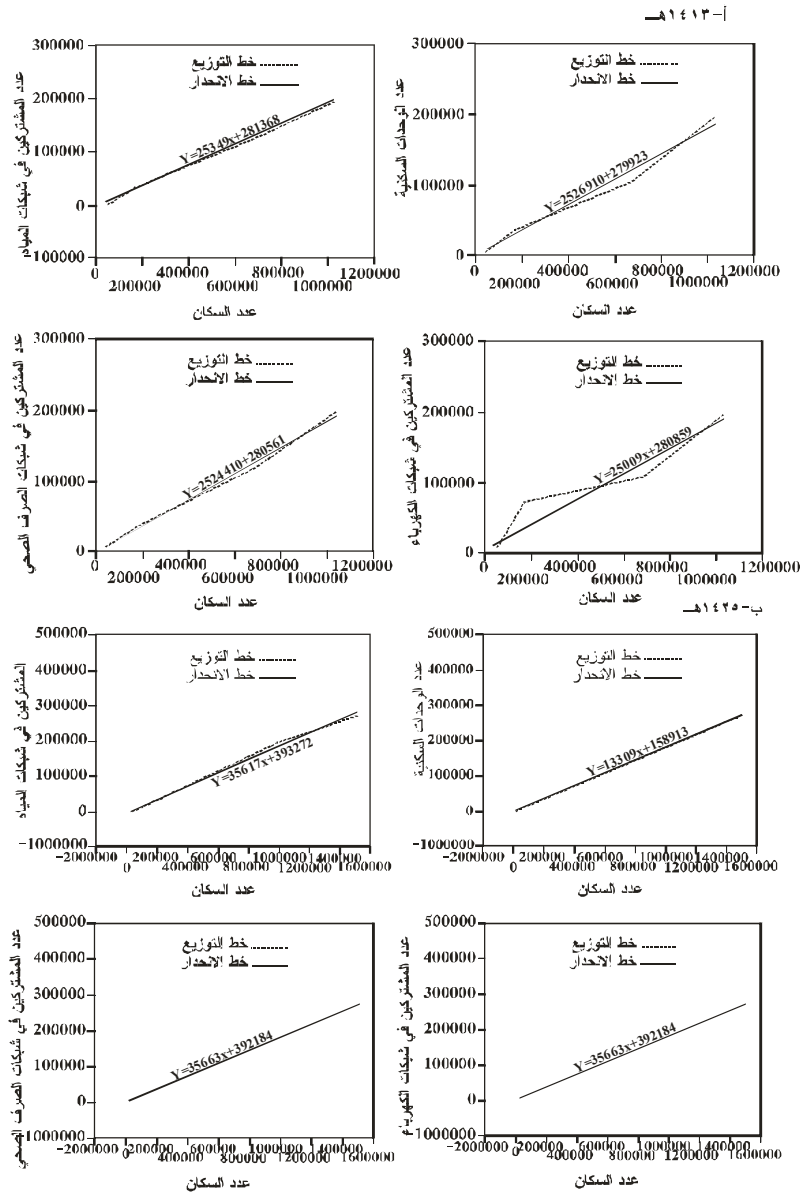 أ-١٤١٣هـ
عدد الوحدات السكنية
300000
200000
100000
0
خط التوزيع
خط الانحدار
Y=2526910+279923
0 400000 800000 1200000
200000 600000 1000000
عدد السكان
عدد المشتركين في شبكات المياه
300000
200000
100000
0
100000
خط التوزيع
خط الانحدار
Y=25349x+281368
0 400000 800000 1200000
200000 600000 1000000
عدد السكان
عدد المشتركين في شبكات الكهرباء
300000
200000
100000
0
خط التوزيع
خط الانحدار
Y=25009x+280859
0 400000 800000 1200000
200000 600000 1000000
عدد السكان
عدد المشتركين في شبكات الصرف الصحي
300000
200000
100000
0
خط التوزيع
خط الانحدار
Y=2524410+280561
0 400000 800000 1200000
200000 600000 1000000
عدد السكان
ب-١٤٢٥هـ
عدد الوحدات السكنية
500000
400000
300000
200000
100000
0
-1000000
خط التوزيع
خط الانحدار
Y=13309x+158913
-2000000 200000 600000 1000000 1400000
0 400000 800000 1200000 1600000
عدد السكان
المشتركين في شبكات المياه
500000
400000
300000
200000
100000
0
-1000000
خط التوزيع
خط الانحدار
Y=35617x+393272
-2000000 200000 600000 1000000 1400000
0 400000 800000 1200000 1600000
عدد السكان
عدد المشتركين في شبكات الكهرباء
500000
400000
300000
200000
100000
0
1000000
خط التوزيع
خط الانحدار
Y=35663x+392184
-2000000 200000 600000 1000000 1400000
0 400000 800000 1200000 1600000
عدد السكان
عدد المشتركين في شبكات الصرف الصحي
500000
400000
300000
200000
100000
0
1000000
خط التوزيع
خط الانحدار
Y=35663x+392184
-2000000 200000 600000 1000000 1400000
0 400000 800000 1200000 1600000
عدد السكان